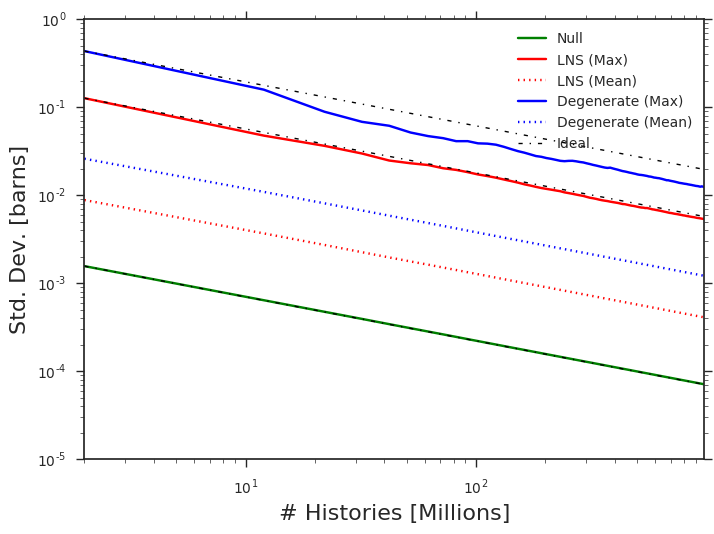 Std. Dev. [barns]
10^0
10^-1
10^-2
10^-3
10^-4
10^-5
Null
LNS (Max)
LNS (Mean)
Degenerate (Max)
Degenerate (Mean)
Ideal
10^1
10^2
# Histories [Millions]